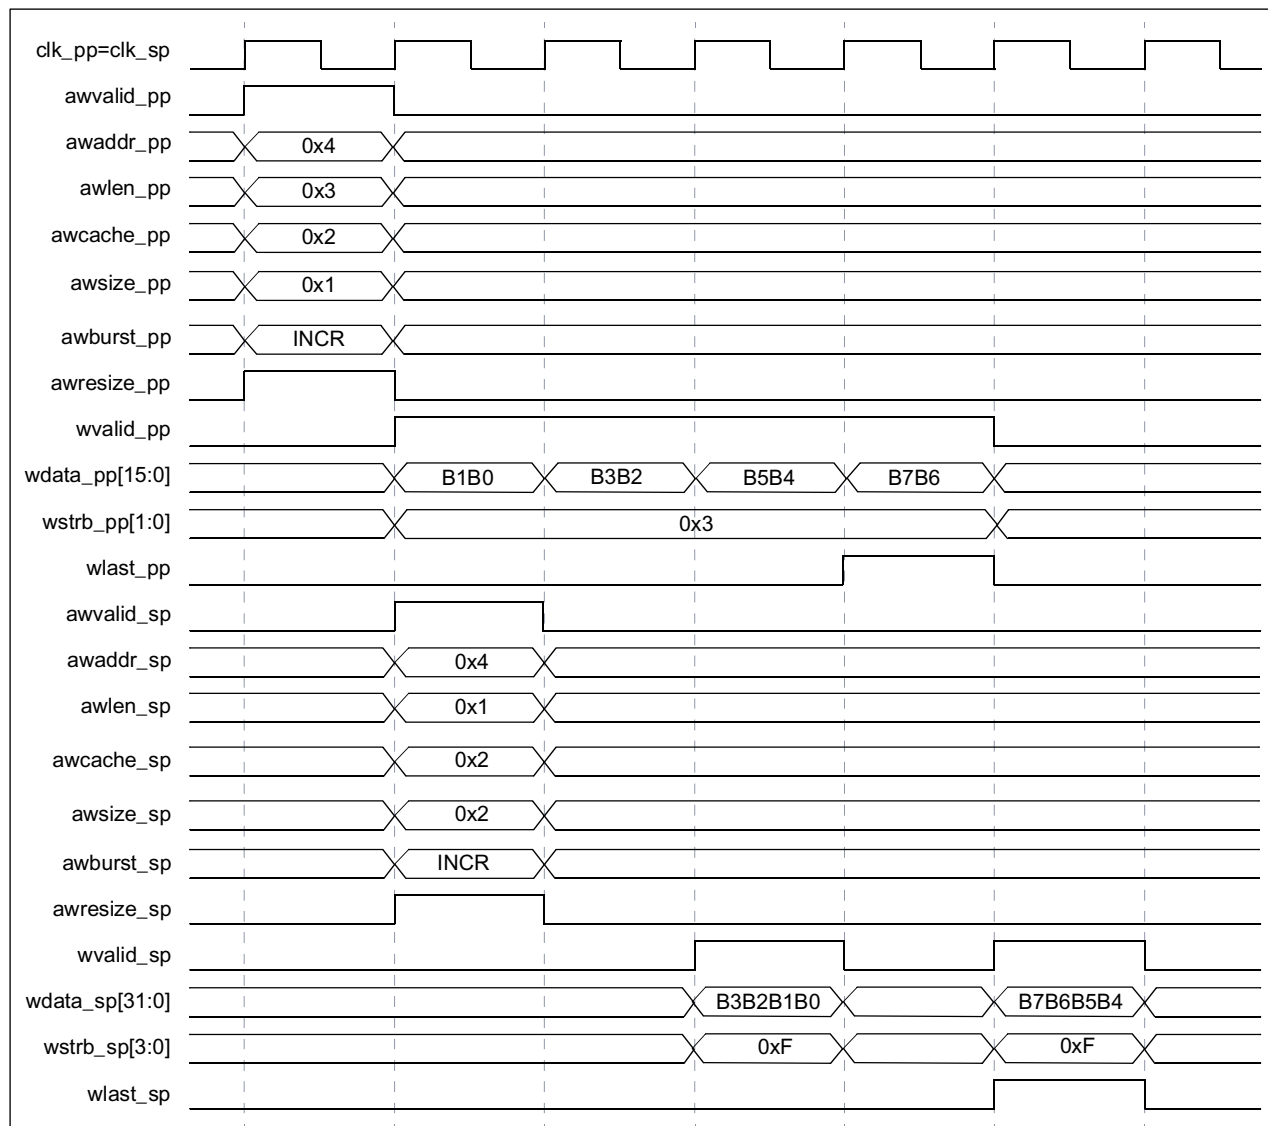 clk_pp=clk_sp
awvalid_pp
awaddr_pp 0x4
awlen_pp 0x3
awcache_pp 0x2
awsize_pp 0x1
awburst_pp INCR
awresize_pp
wvalid_pp
wdata_pp[15:0] B1B0 B3B2 B5B4 B7B6
wstrb_pp[1:0] 0x3
wlast_pp
awvalid_sp
awaddr_sp 0x4
awlen_sp 0x1
awcache_sp 0x2
awsize_sp 0x2
awburst_sp INCR
awresize_sp
wvalid_sp
wdata_sp[31:0] B3B2B1B0 B7B6B5B4
wstrb_sp[3:0] 0xF 0xF
wlast_sp